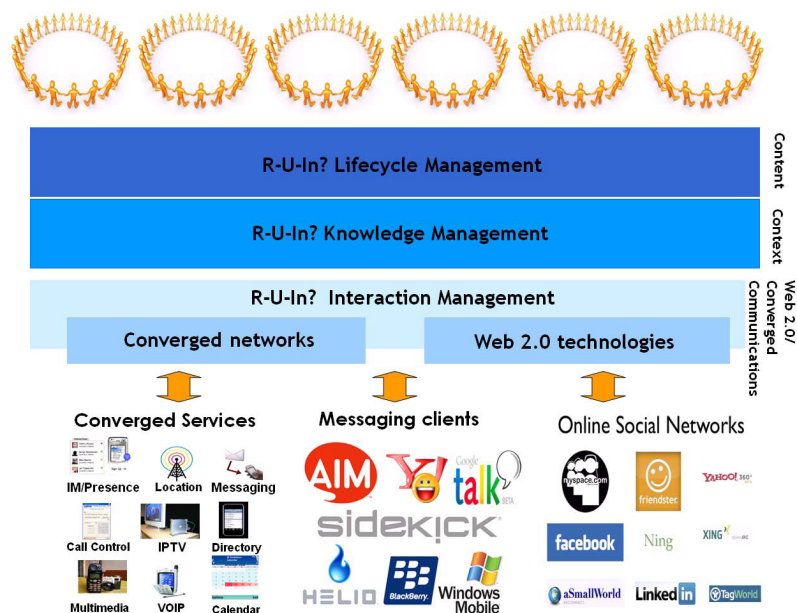 R-U-In? Lifecycle Management
Content
R-U-In? Knowledge Management
Context
R-U-In? Interaction Management
Converged networks
Web 2.0 technologies
Web 2.0/
Converged
Communications
Converged Services
Messaging clients
Online Social Networks
IM/Presence
Location
Messaging
Call Control
IPTV
Directory
Multimedia
VOIP
Calendar
AIM
Y!
Google
talk
BETA
sidekick
HELIO
BlackBerry
Windows
Mobile
myspace.com
friendster
YAHOO! 360°
facebook
Ning
XING
aSmallWorld
Linked in
TagWorld